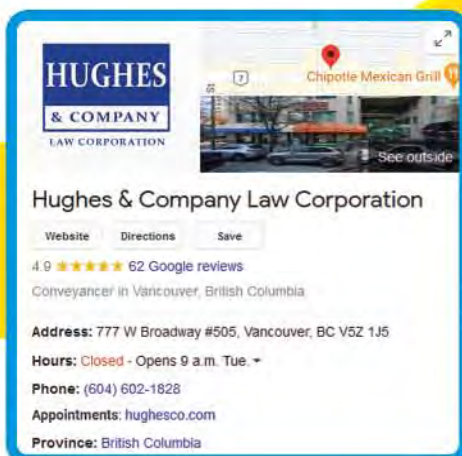 HUGHES
& COMPANY
LAW CORPORATION
St
7
Chipotle Mexican Grill
See outside
Hughes & Company Law Corporation
Website Directions Save
4.9 ★★★★★ 62 Google reviews
Conveyancer in Vancouver, British Columbia
Address: 777 W Broadway #505, Vancouver, BC V5Z 1J5
Hours: Closed - Opens 9 a.m. Tue.
Phone: (604) 602-1828
Appointments: hughesco.com
Province: British Columbia